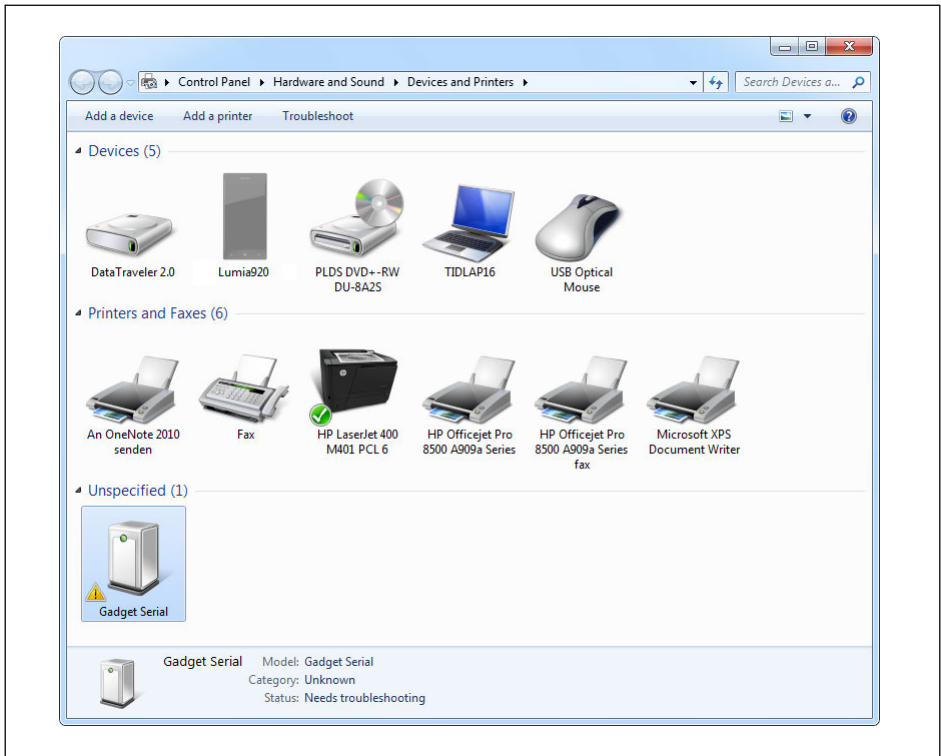 Control Panel Hardware and Sound Devices and Printers
Search Devices a...
Add a device Add a printer Troubleshoot
Devices (5)
DataTraveler 2.0
Lumia920
PLDS DVD+-RW
DU-8A2S
TIDLAP16
USB Optical
Mouse
Printers and Faxes (6)
An OneNote 2010
senden
Fax
HP LaserJet 400
M401 PCL 6
HP Officejet Pro
8500 A909a Series
HP Officejet Pro
8500 A909a Series
fax
Microsoft XPS
Document Writer
Unspecified (1)
Gadget Serial
Gadget Serial Model: Gadget Serial
Category: Unknown
Status: Needs troubleshooting